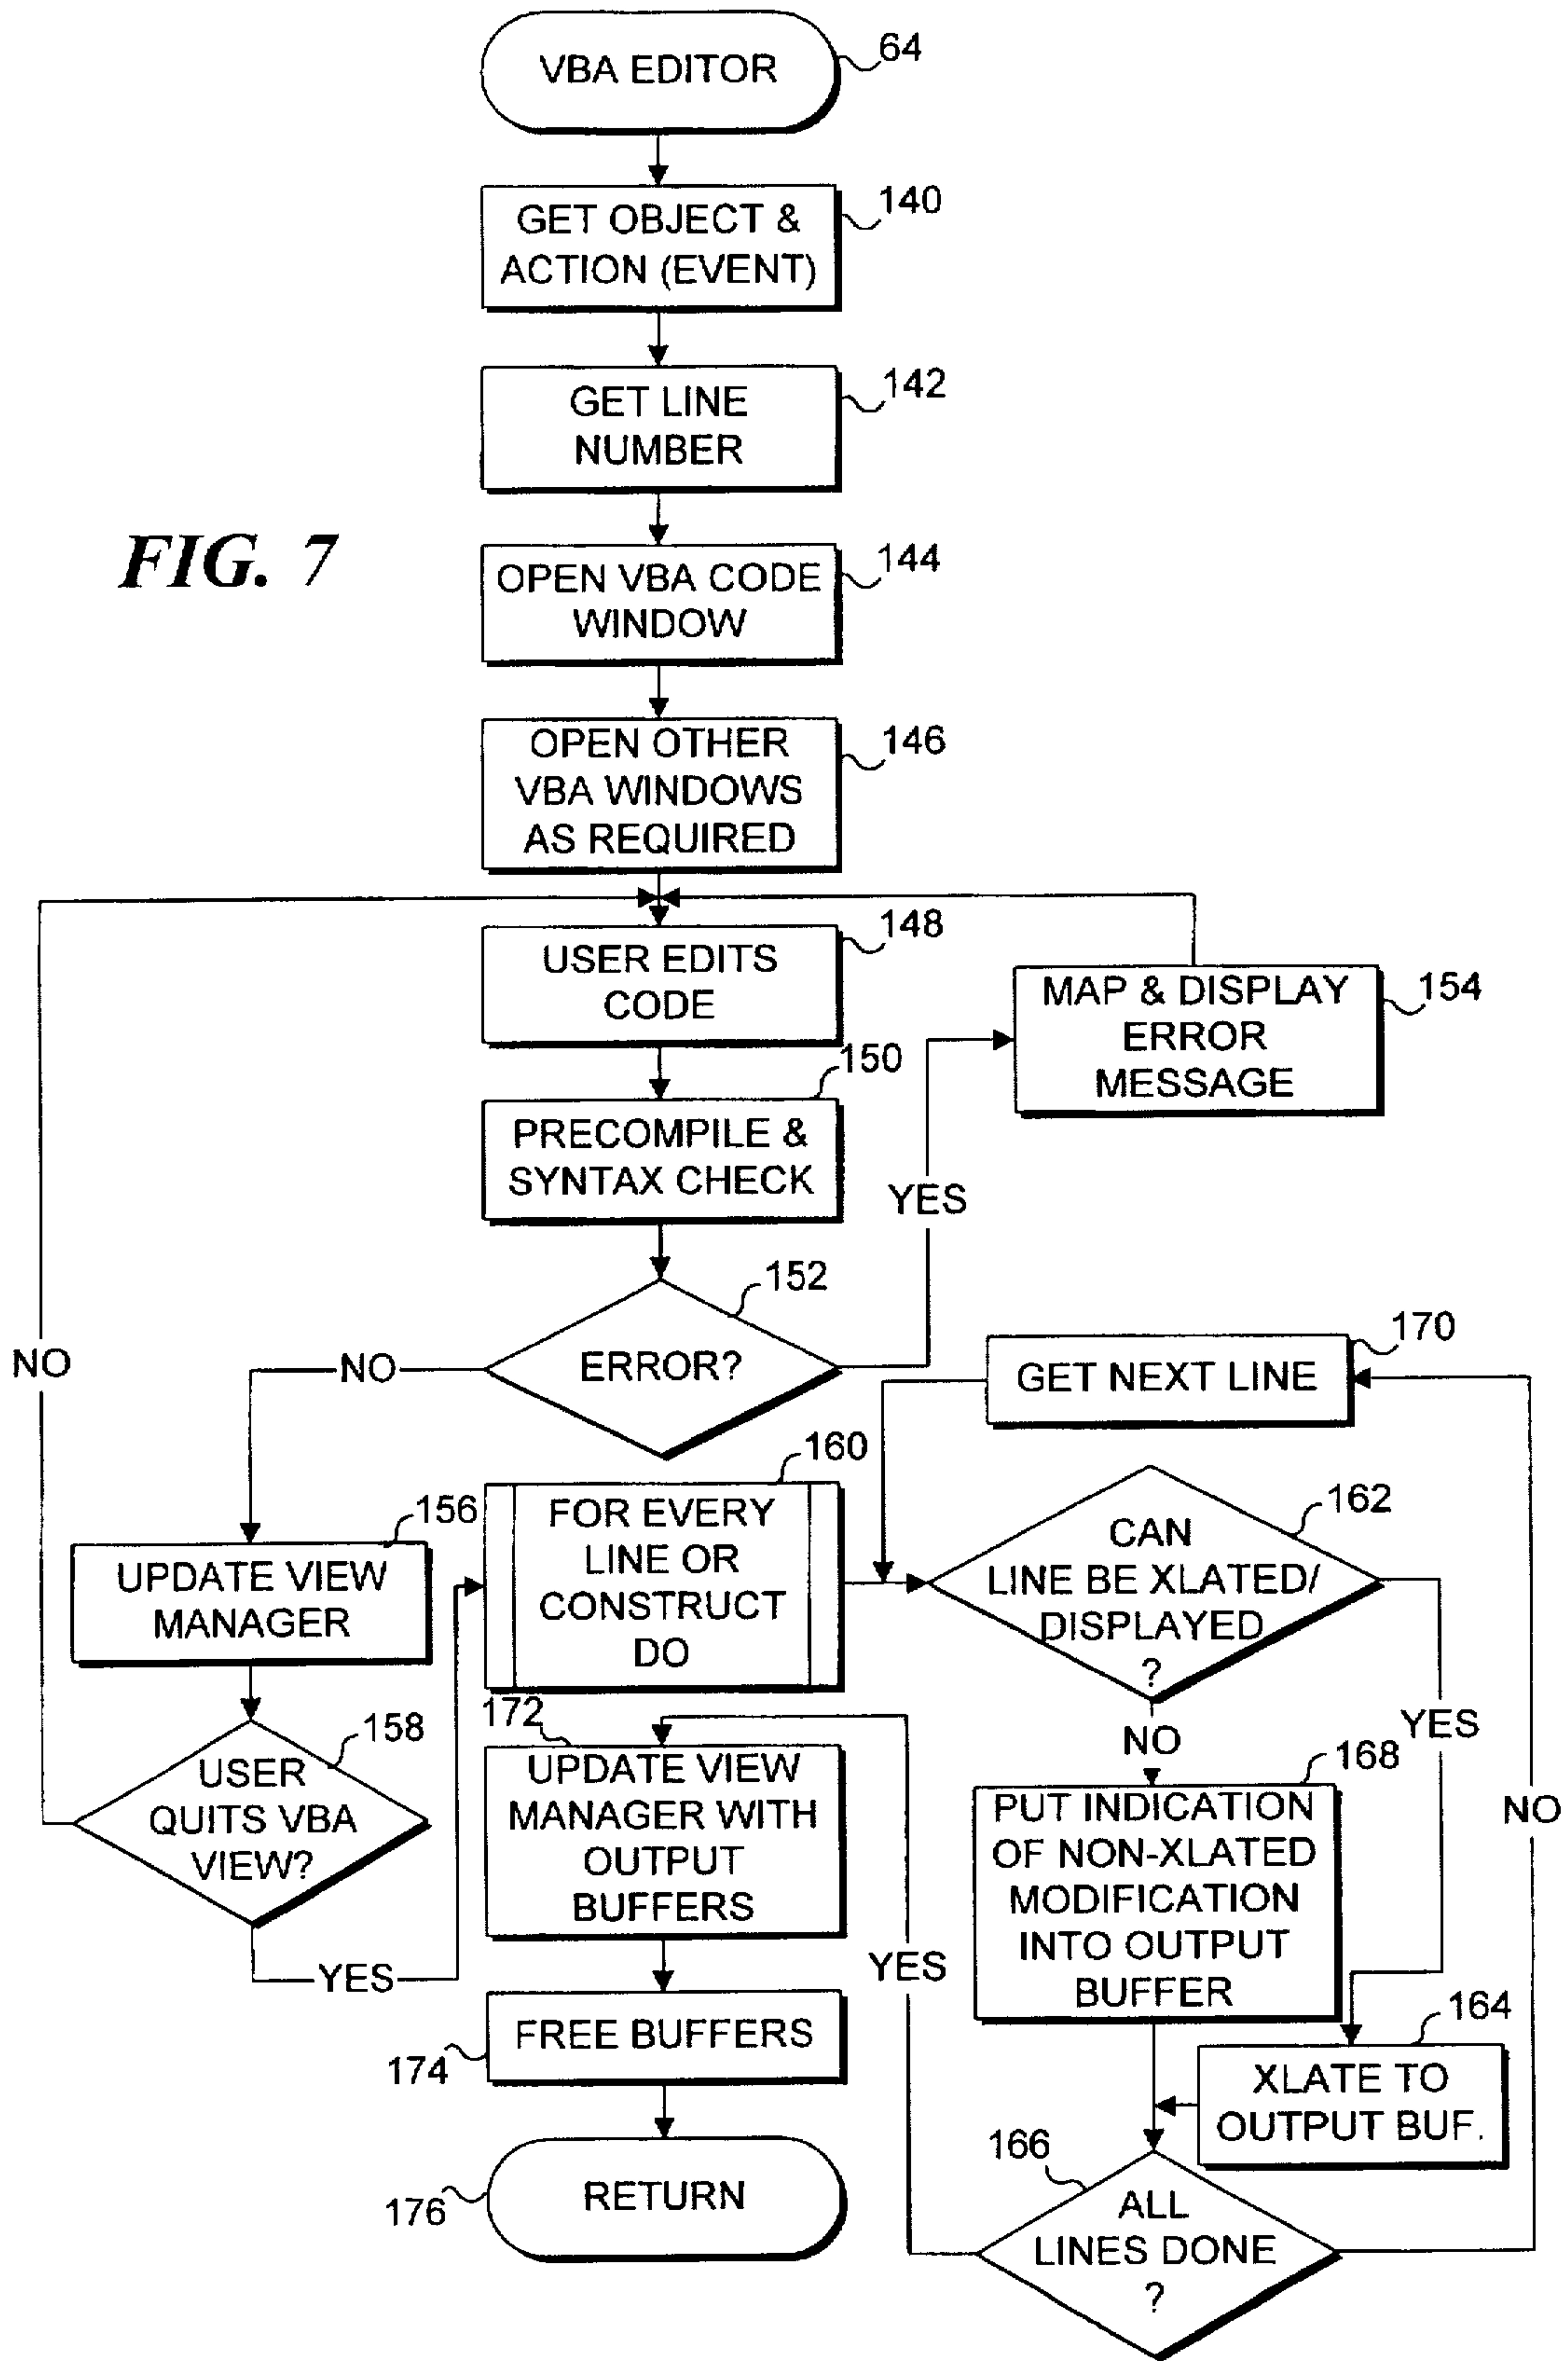 VBA EDITOR
64
GET OBJECT &
ACTION (EVENT)
140
GET LINE
NUMBER
142
FIG. 7
OPEN VBA CODE
WINDOW
144
OPEN OTHER
VBA WINDOWS
AS REQUIRED
146
USER EDITS
CODE
148
MAP & DISPLAY
ERROR
MESSAGE
154
PRECOMPILE &
SYNTAX CHECK
150
YES
ERROR?
152
NO
NO
GET NEXT LINE
170
UPDATE VIEW
MANAGER
156
FOR EVERY
LINE OR
CONSTRUCT
DO
160
CAN
LINE BE XLATED/
DISPLAYED
?
162
USER
QUITS VBA
VIEW?
158
YES
UPDATE VIEW
MANAGER WITH
OUTPUT
BUFFERS
172
NO
YES
PUT INDICATION
OF NON-XLATED
MODIFICATION
INTO OUTPUT
BUFFER
168
NO
YES
FREE BUFFERS
174
XLATE TO
OUTPUT BUF.
164
RETURN
176
ALL
LINES DONE
?
166